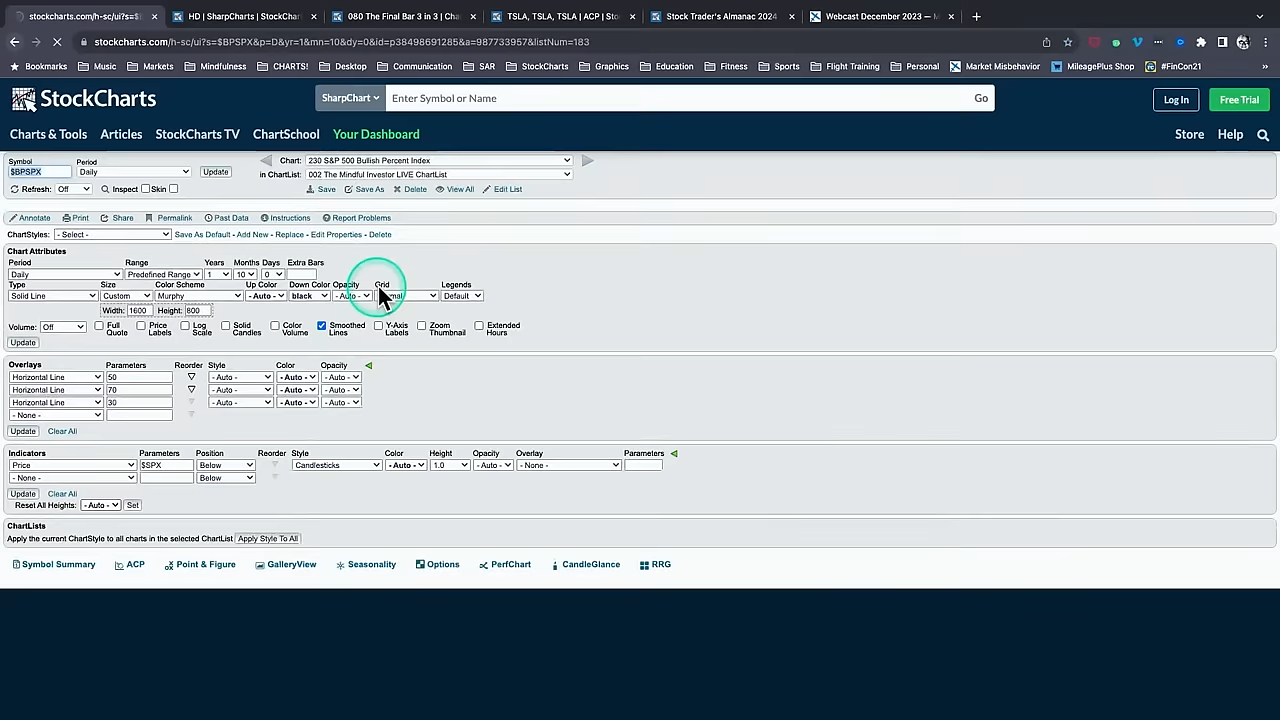 stockcharts.com/h-sc/ui?s=$E
HD | SharpCharts | StockChart
080 The Final Bar 3 in 3 | Cha
TSLA, TSLA, TSLA | ACP | Stoc
Stock Trader's Almanac 2024
Webcast December 2023 — M
stockcharts.com/h-sc/ui?s=$BPSPX&p=D&yr=1&mn=10&dy=0&id=p38498691285&a=987733957&listNum=183
Bookmarks Music Markets Mindfulness CHARTS! Desktop Communication SAR StockCharts Graphics Education Fitness Sports Flight Training Personal Market Misbehavior MileagePlus Shop #FinCon21 »
StockCharts SharpChart Enter Symbol or Name Go Log In Free Trial
Charts & Tools Articles StockCharts TV ChartSchool Your Dashboard Store Help
Symbol Period Chart: 230 S&P 500 Bullish Percent Index
$BPSPX Daily Update in ChartList: 002 The Mindful Investor LIVE ChartList
Refresh: Off Inspect Skin Save Save As Delete View All Edit List
Annotate Print Share Permalink Past Data Instructions Report Problems
ChartStyles: - Select - Save As Default - Add New - Replace - Edit Properties - Delete
Chart Attributes
Period Range Years Months Days Extra Bars
Daily Predefined Range 1 10 0
Type Size Color Scheme Up Color Down Color Opacity Grid Legends
Solid Line Custom Murphy - Auto - black - Auto - Default
Width: 1600 Height: 800
Volume: Off Full Quote Price Labels Log Scale Solid Candles Color Volume Smoothed Lines Y-Axis Labels Zoom Thumbnail Extended Hours
Update
Overlays Parameters Reorder Style Color Opacity
Horizontal Line 50 - Auto - - Auto - - Auto -
Horizontal Line 70 - Auto - - Auto - - Auto -
Horizontal Line 30 - Auto - - Auto - - Auto -
- None -
Update Clear All
Indicators Parameters Position Reorder Style Color Height Opacity Overlay Parameters
Price $SPX Below Candlesticks - Auto - 1.0 - Auto - - None -
- None - Below
Update Clear All
Reset All Heights: - Auto - Set
ChartLists
Apply the current ChartStyle to all charts in the selected ChartList Apply Style To All
Symbol Summary ACP Point & Figure GalleryView Seasonality Options PerfChart CandleGlance RRG